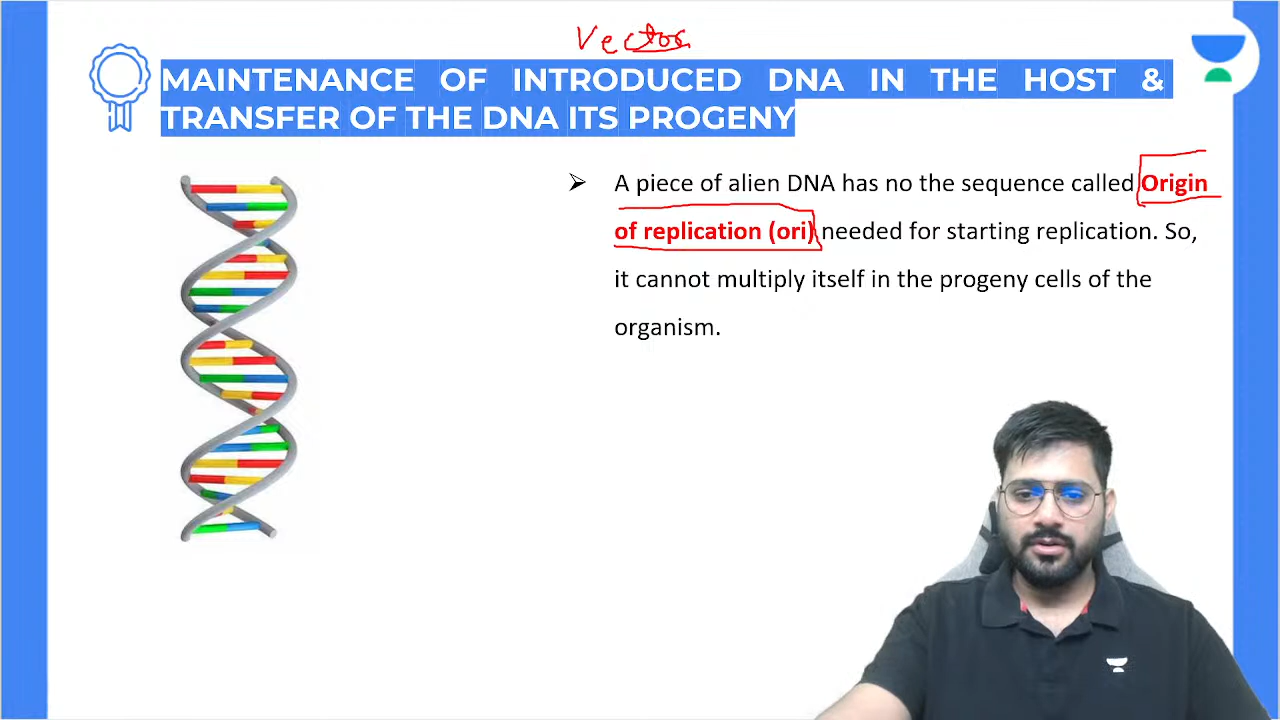 Vector
MAINTENANCE OF INTRODUCED DNA IN THE HOST &
TRANSFER OF THE DNA ITS PROGENY
➢ A piece of alien DNA has no the sequence called Origin
of replication (ori) needed for starting replication. So,
it cannot multiply itself in the progeny cells of the
organism.